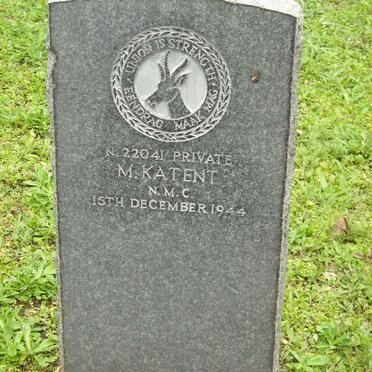 UNION IS STRENGTH
EENDRAG MAAK MAG
N.22041 PRIVATE
M.KATENT
N.M.C.
15TH DECEMBER 1944